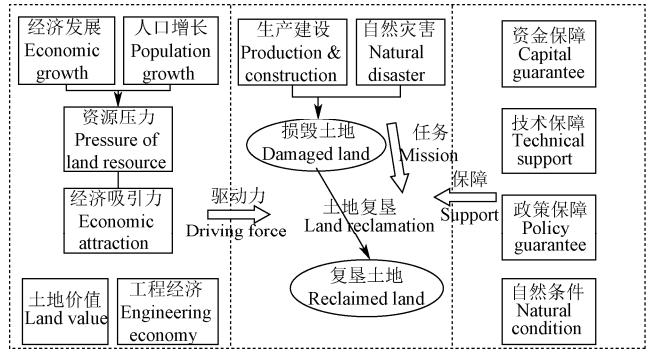 经济发展
Economic
growth
人口增长
Population
growth
资源压力
Pressure of
land resource
经济吸引力
Economic
attraction
土地价值
Land value
工程经济
Engineering
economy
驱动力
Driving force
生产建设
Production &
construction
自然灾害
Natural
disaster
损毁土地
Damaged land
任务
Mission
土地复垦
Land reclamation
复垦土地
Reclaimed land
保障
Support
资金保障
Capital
guarantee
技术保障
Technical
support
政策保障
Policy
guarantee
自然条件
Natural
condition